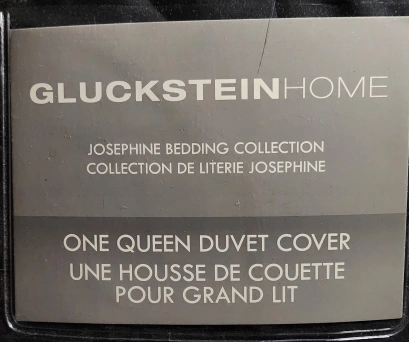 GLUCKSTEINHOME
JOSEPHINE BEDDING COLLECTION
COLLECTION DE LITERIE JOSEPHINE
ONE QUEEN DUVET COVER
UNE HOUSSE DE COUETTE
POUR GRAND LIT